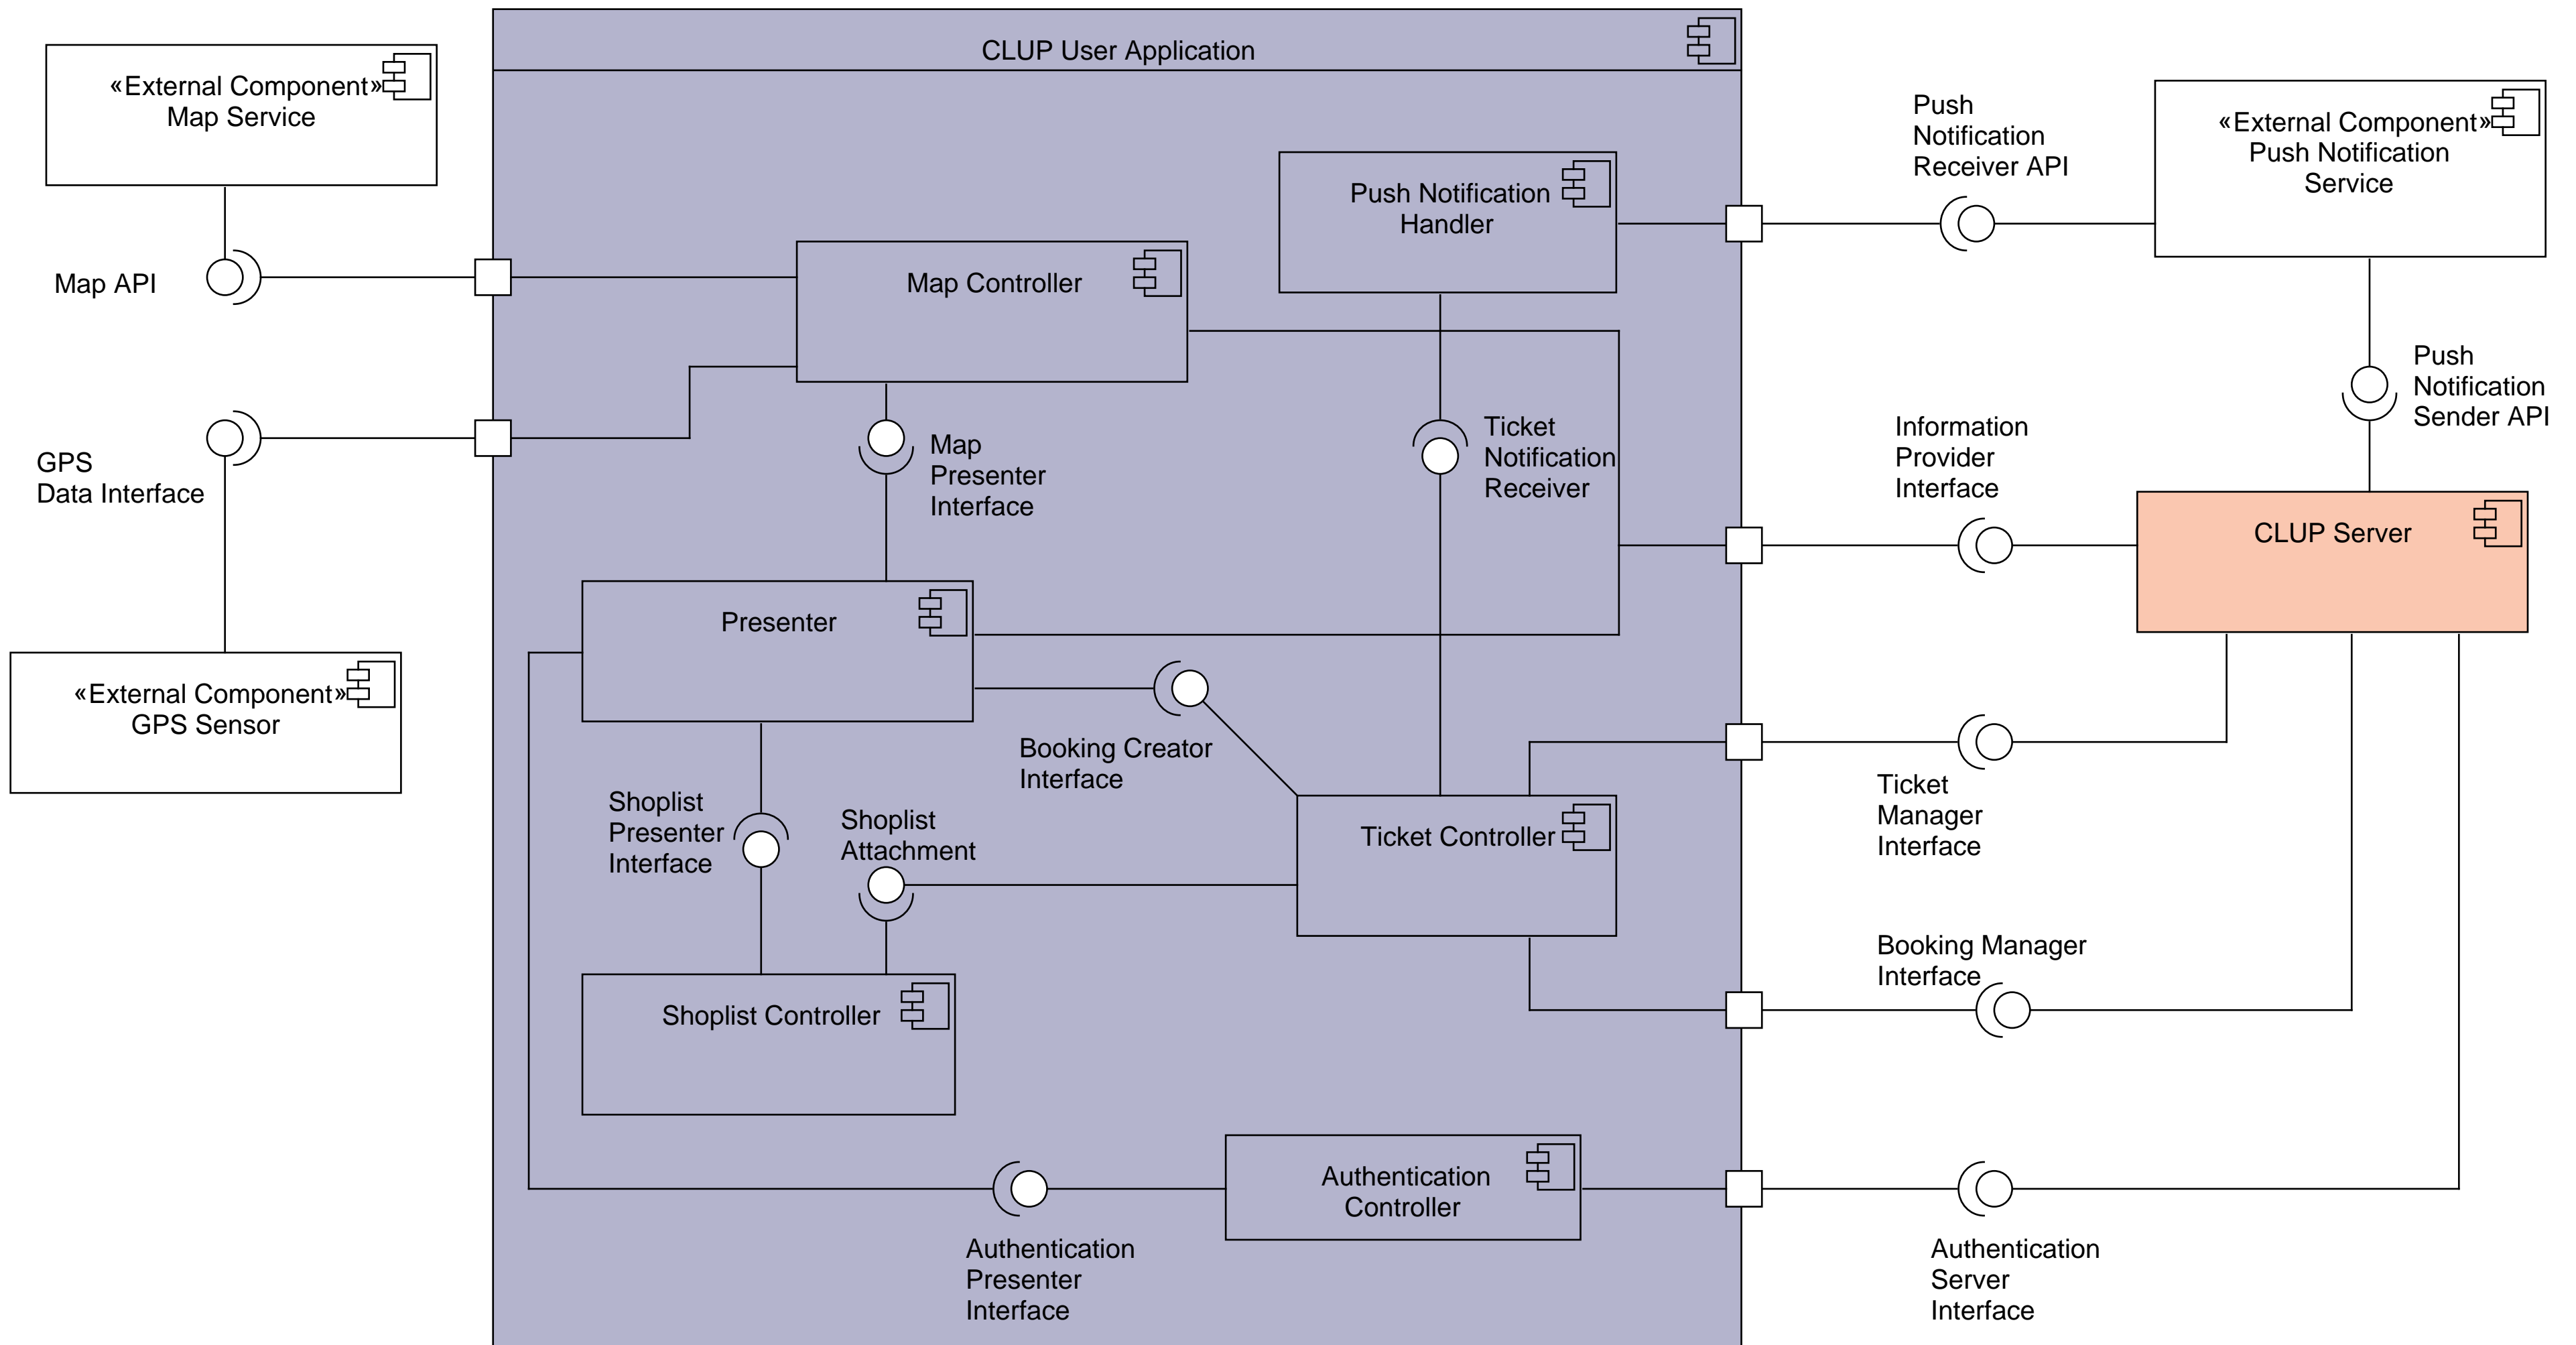 CLUP User Application
«External Component»
Map Service
Push
Notification
Receiver API
«External Component»
Push Notification
Service
Push Notification
Handler
Map API
Map Controller
Push
Notification
Sender API
GPS
Data Interface
Map
Presenter
Interface
Ticket
Notification
Receiver
Information
Provider
Interface
CLUP Server
Presenter
«External Component»
GPS Sensor
Booking Creator
Interface
Shoplist
Presenter
Interface
Shoplist
Attachment
Ticket Controller
Ticket
Manager
Interface
Booking Manager
Interface
Shoplist Controller
Authentication
Controller
Authentication
Presenter
Interface
Authentication
Server
Interface